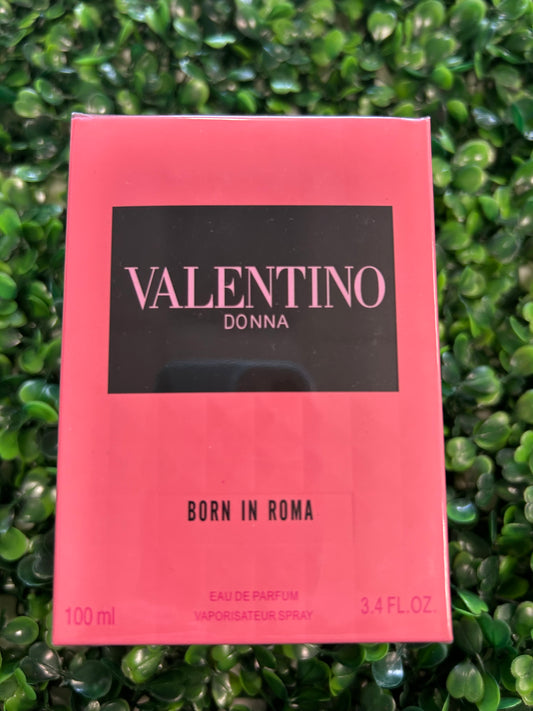 VALENTINO
DONNA
BORN IN ROMA
EAU DE PARFUM
100 ml VAPORISATEUR SPRAY 3.4 FL.OZ.